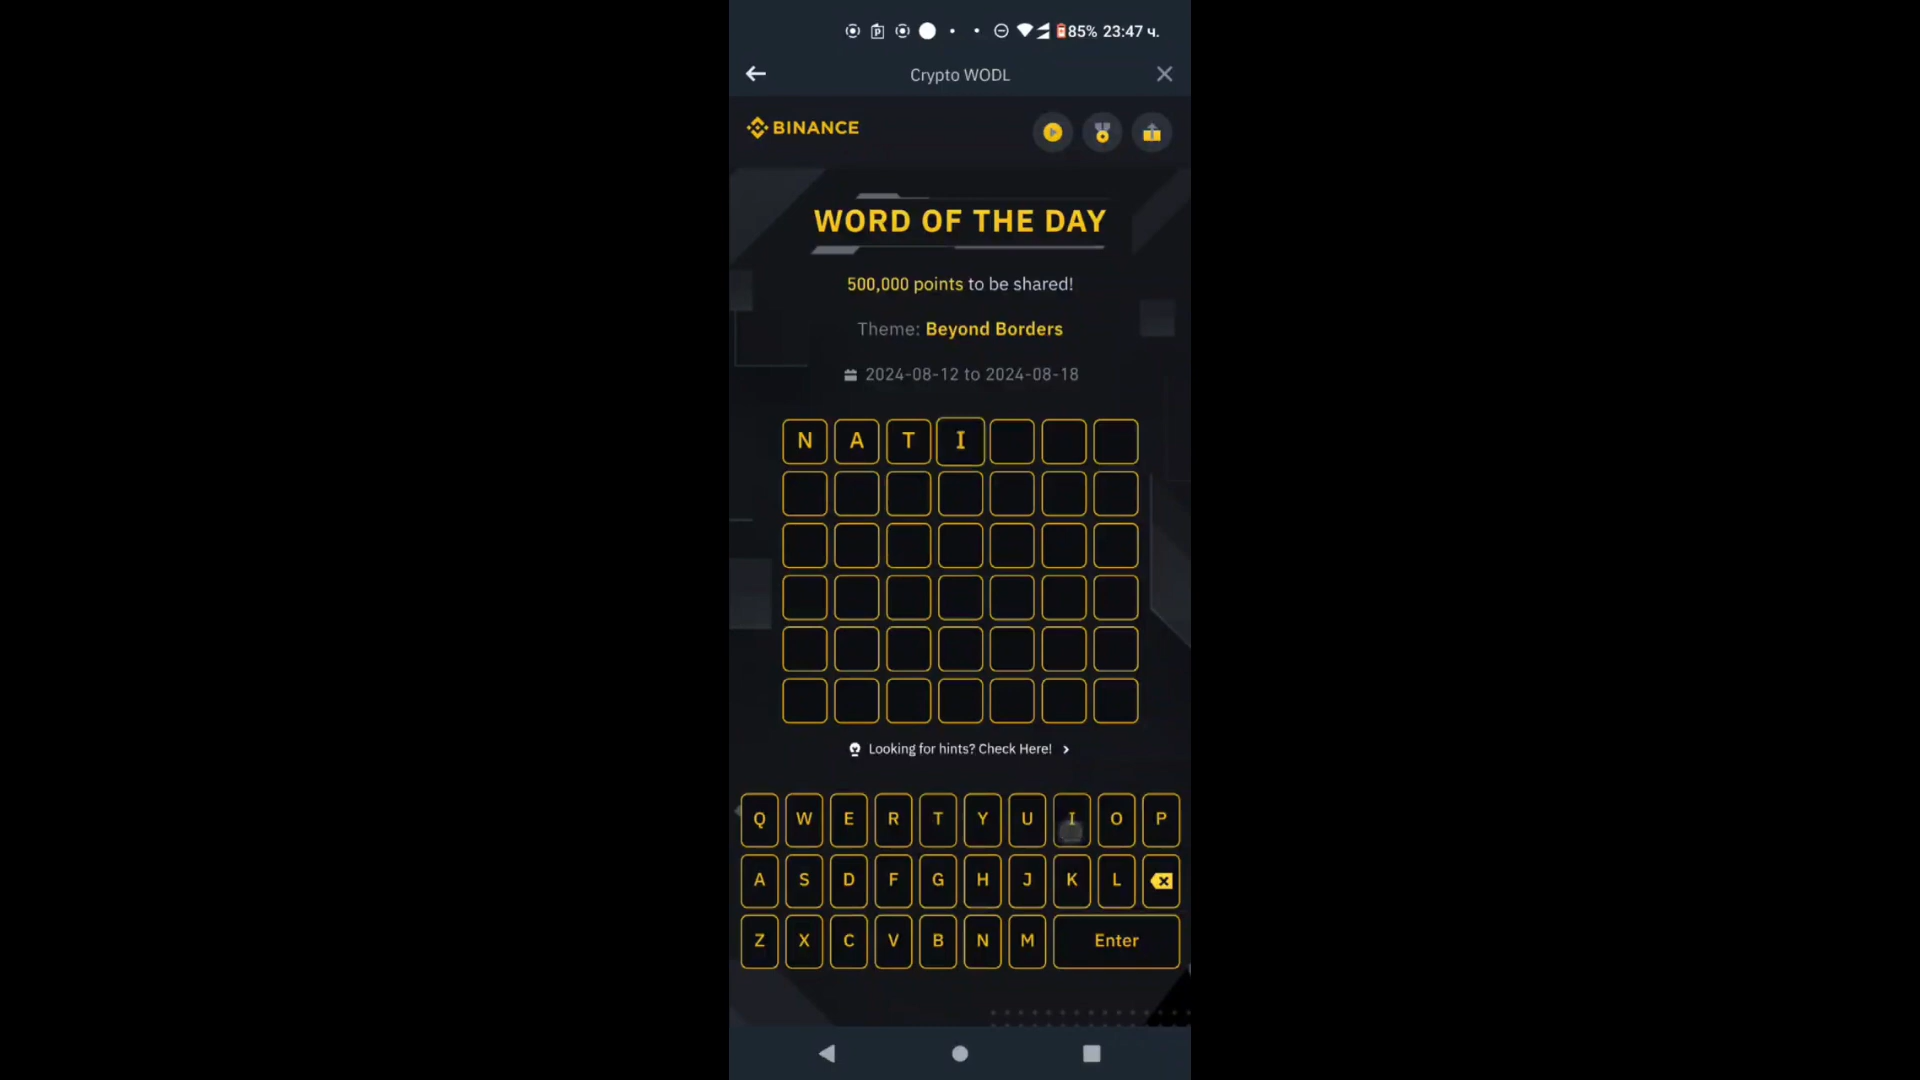 85% 23:47 ч.
Crypto WODL
BINANCE
WORD OF THE DAY
500,000 points to be shared!
Theme: Beyond Borders
2024-08-12 to 2024-08-18
N A T I
Looking for hints? Check Here!
Q W E R T Y U I O P
A S D F G H J K L
Z X C V B N M Enter